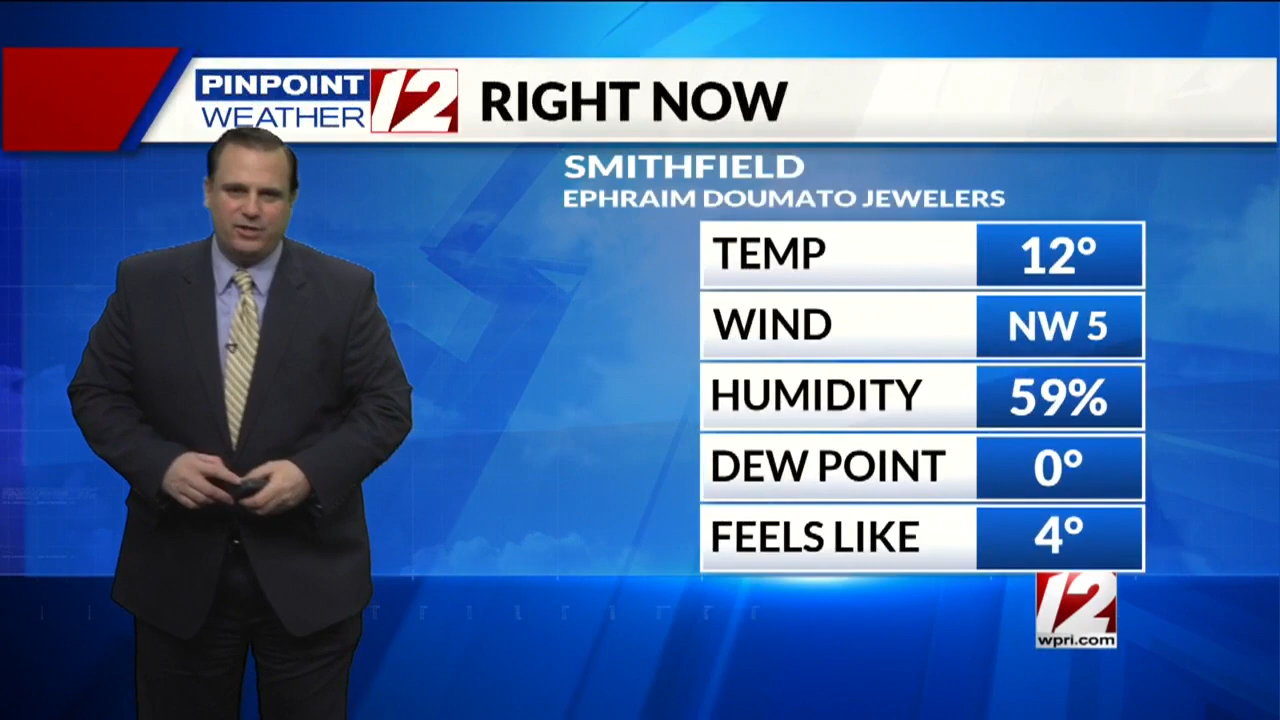 PINPOINT
WEATHER 12
RIGHT NOW
SMITHFIELD
EPHRAIM DOUMATO JEWELERS
TEMP 12°
WIND NW 5
HUMIDITY 59%
DEW POINT 0°
FEELS LIKE 4°
12
wpri.com